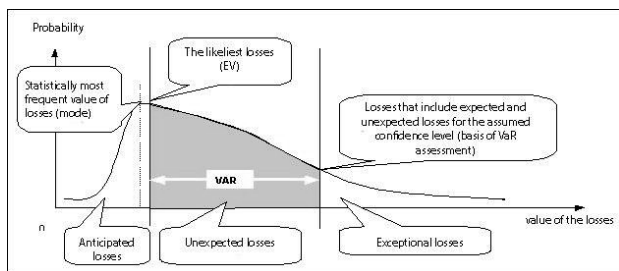 Probability
The likeliest losses
(EV)
Statistically most
frequent value of
losses (mode)
Losses that include expected and
unexpected losses for the assumed
confidence level (basis of VaR
assessment)
VAR
n
value of the losses
Anticipated
losses
Unexpected losses
Exceptional losses